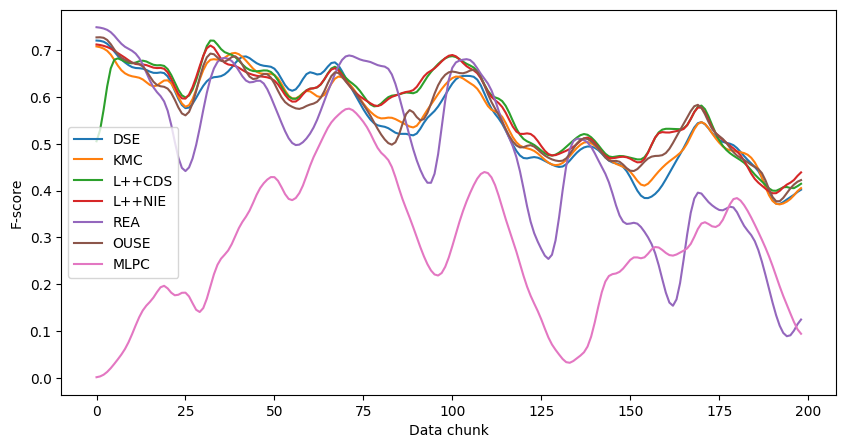 F-score
0.7
0.6
0.5
0.4
0.3
0.2
0.1
0.0
DSE
KMC
L++CDS
L++NIE
REA
OUSE
MLPC
0 25 50 75 100 125 150 175 200
Data chunk